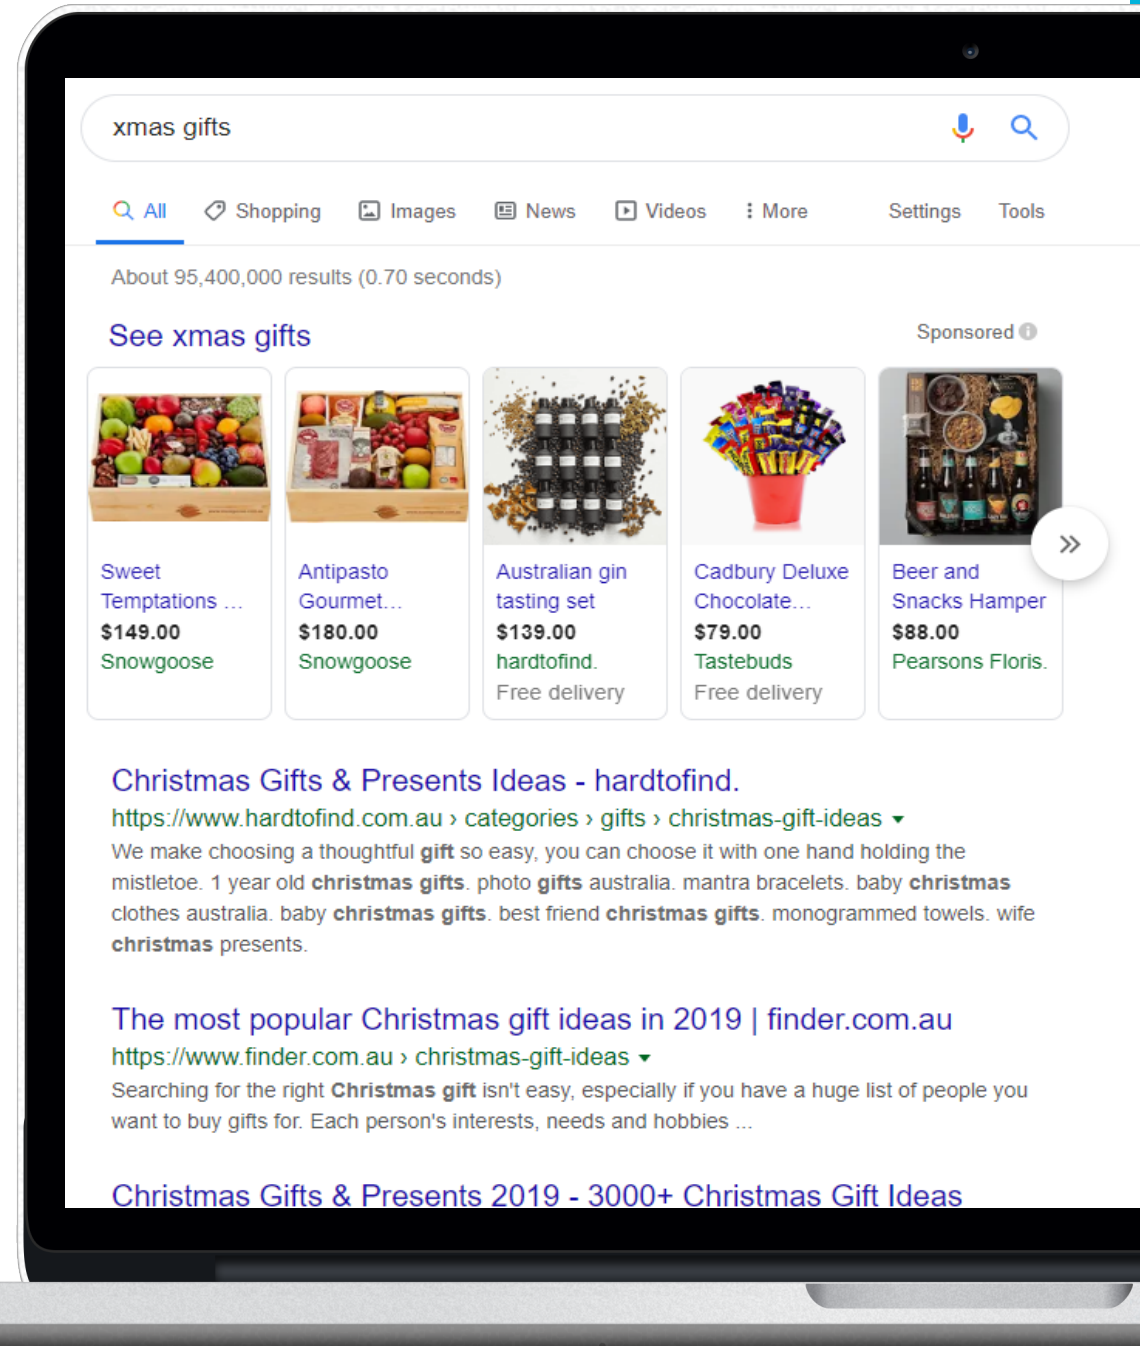 xmas gifts
All Shopping Images News Videos More Settings Tools
About 95,400,000 results (0.70 seconds)
See xmas gifts
Sponsored
Sweet
Temptations ...
$149.00
Snowgoose
Antipasto
Gourmet...
$180.00
Snowgoose
Australian gin
tasting set
$139.00
hardtofind.
Free delivery
Cadbury Deluxe
Chocolate...
$79.00
Tastebuds
Free delivery
Beer and
Snacks Hamper
$88.00
Pearsons Floris.
Christmas Gifts & Presents Ideas - hardtofind.
https://www.hardtofind.com.au › categories › gifts › christmas-gift-ideas
We make choosing a thoughtful gift so easy, you can choose it with one hand holding the
mistletoe. 1 year old christmas gifts. photo gifts australia. mantra bracelets. baby christmas
clothes australia. baby christmas gifts. best friend christmas gifts. monogrammed towels. wife
christmas presents.
The most popular Christmas gift ideas in 2019 | finder.com.au
https://www.finder.com.au › christmas-gift-ideas
Searching for the right Christmas gift isn't easy, especially if you have a huge list of people you
want to buy gifts for. Each person's interests, needs and hobbies ...
Christmas Gifts & Presents 2019 - 3000+ Christmas Gift Ideas